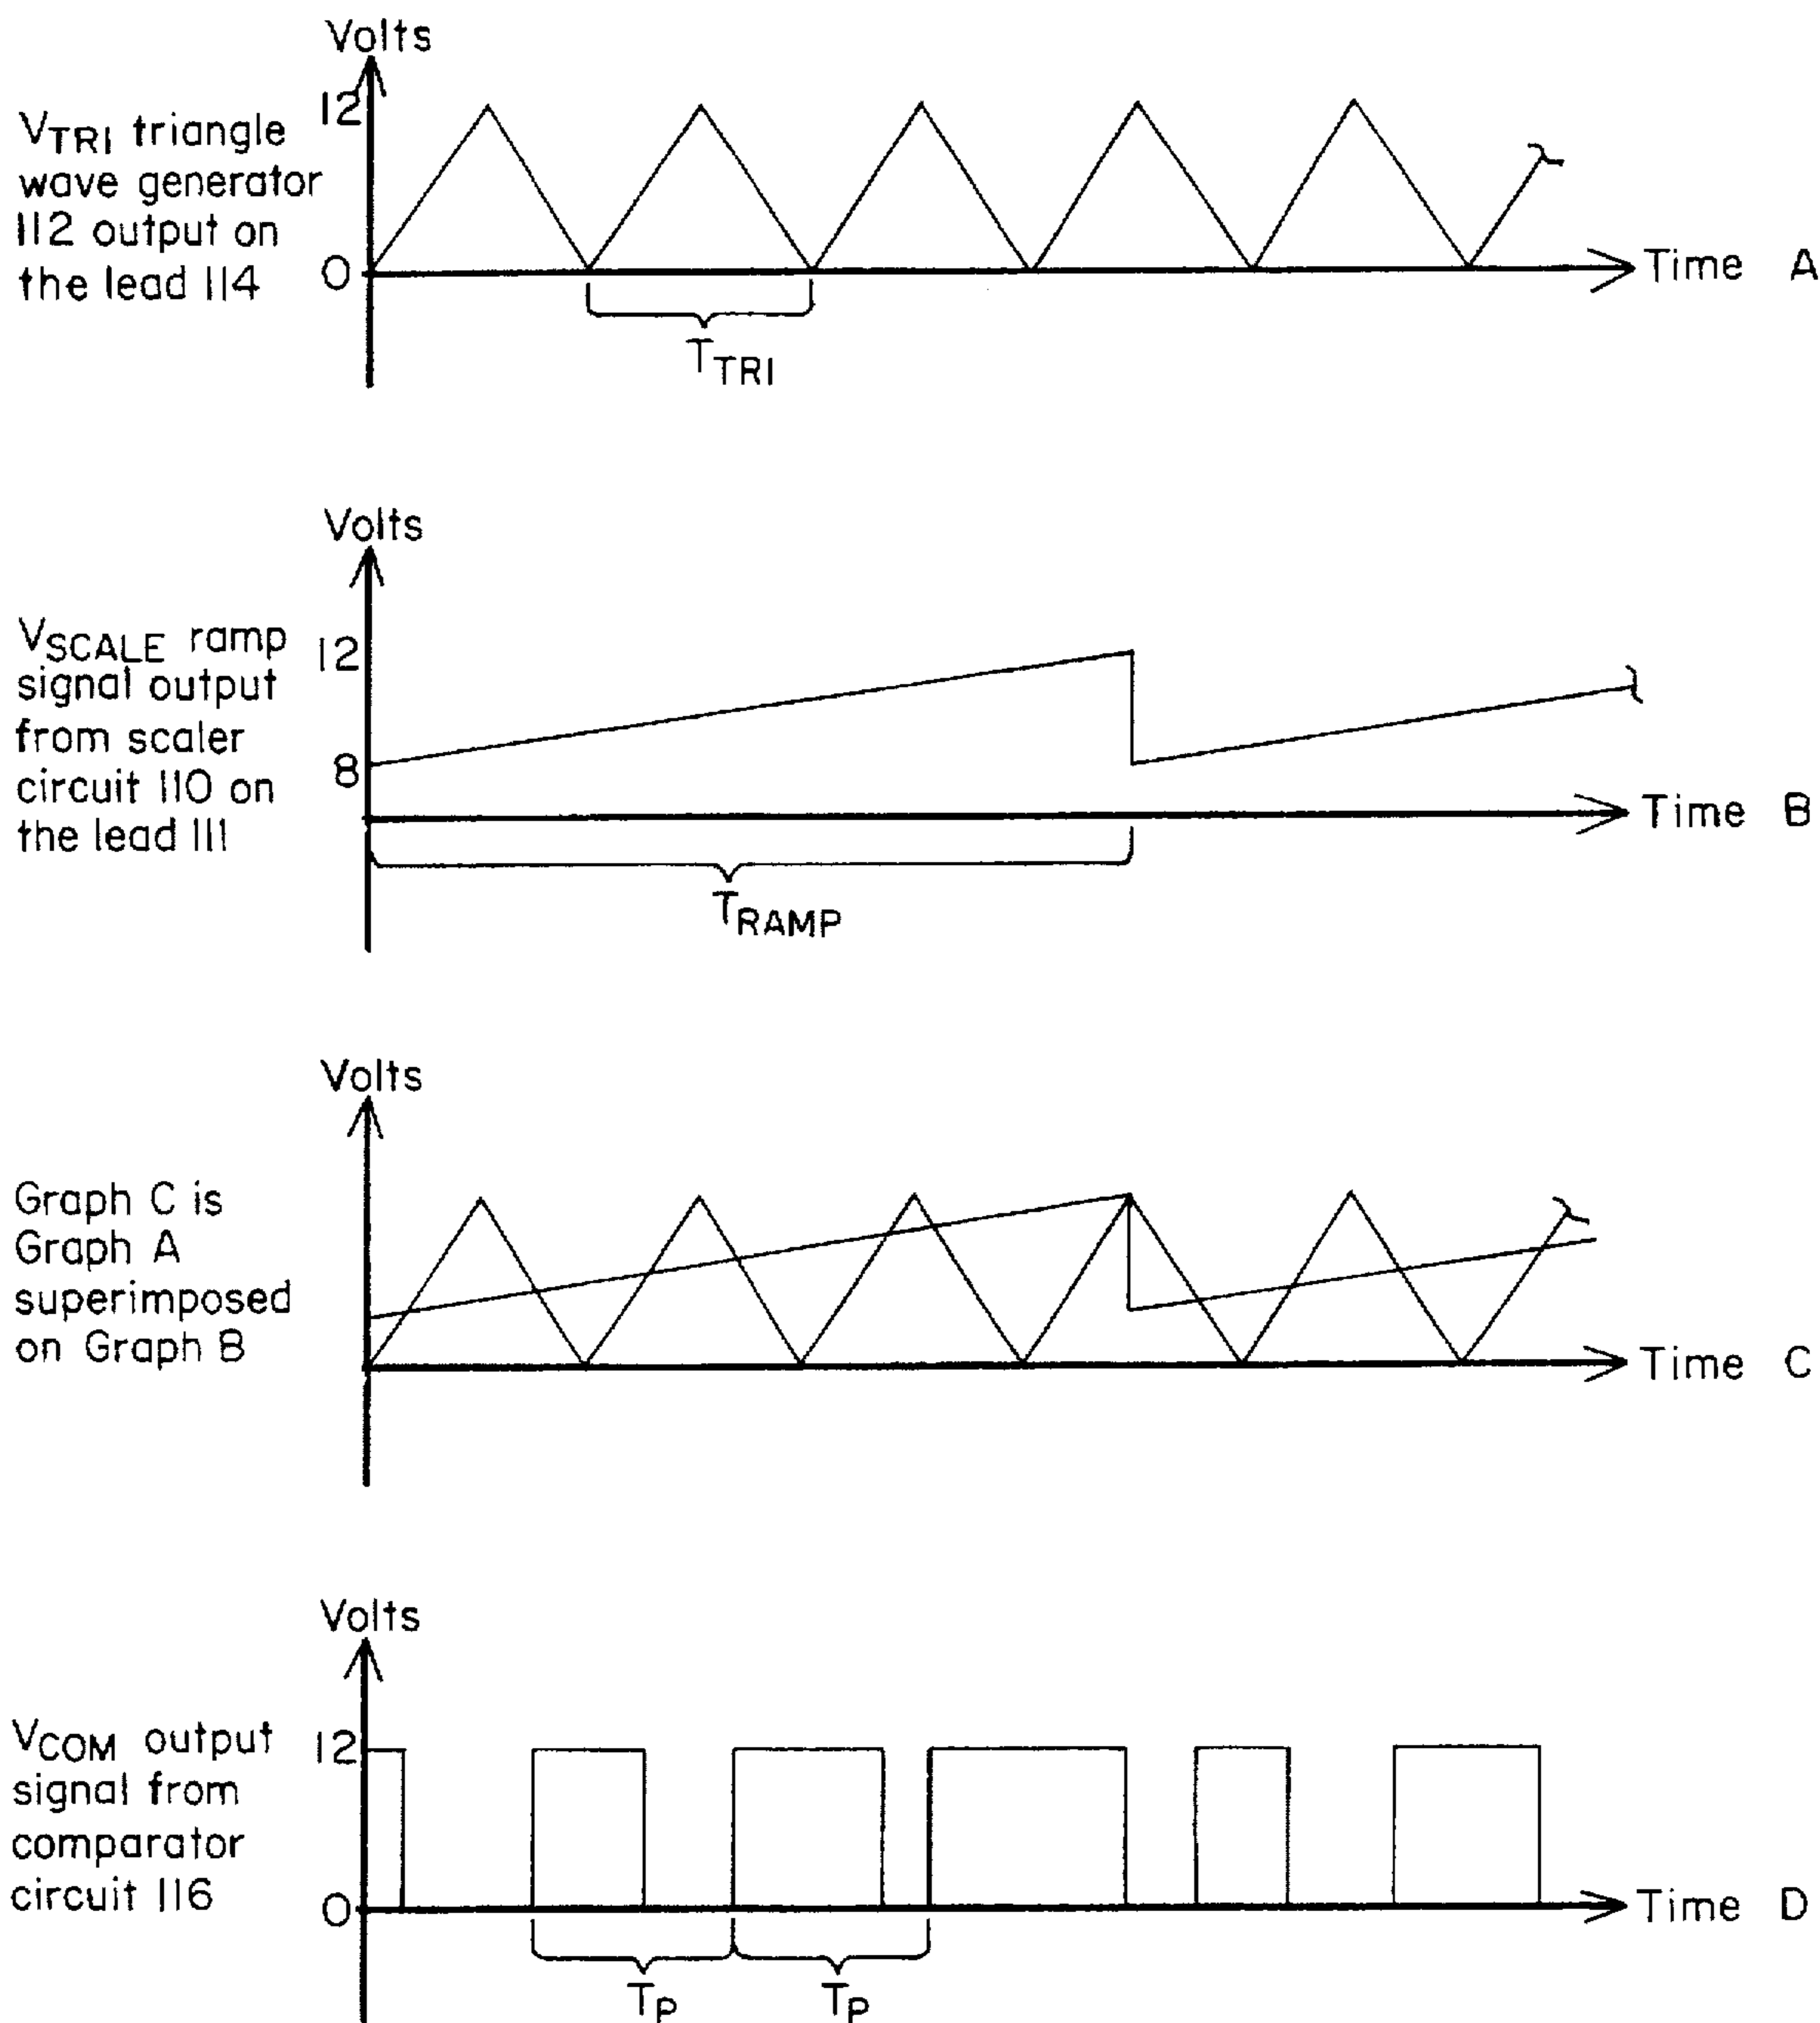 Volts
12
VTRI triangle
wave generator
112 output on
the lead 114
0
Time A
TTRI
Volts
VSCALE ramp
signal output
from scaler
circuit 110 on
the lead 111
12
8
Time B
TRAMP
Volts
Graph C is
Graph A
superimposed
on Graph B
Time C
Volts
VCOM output
signal from
comparator
circuit 116
12
0
Time D
TP
TP